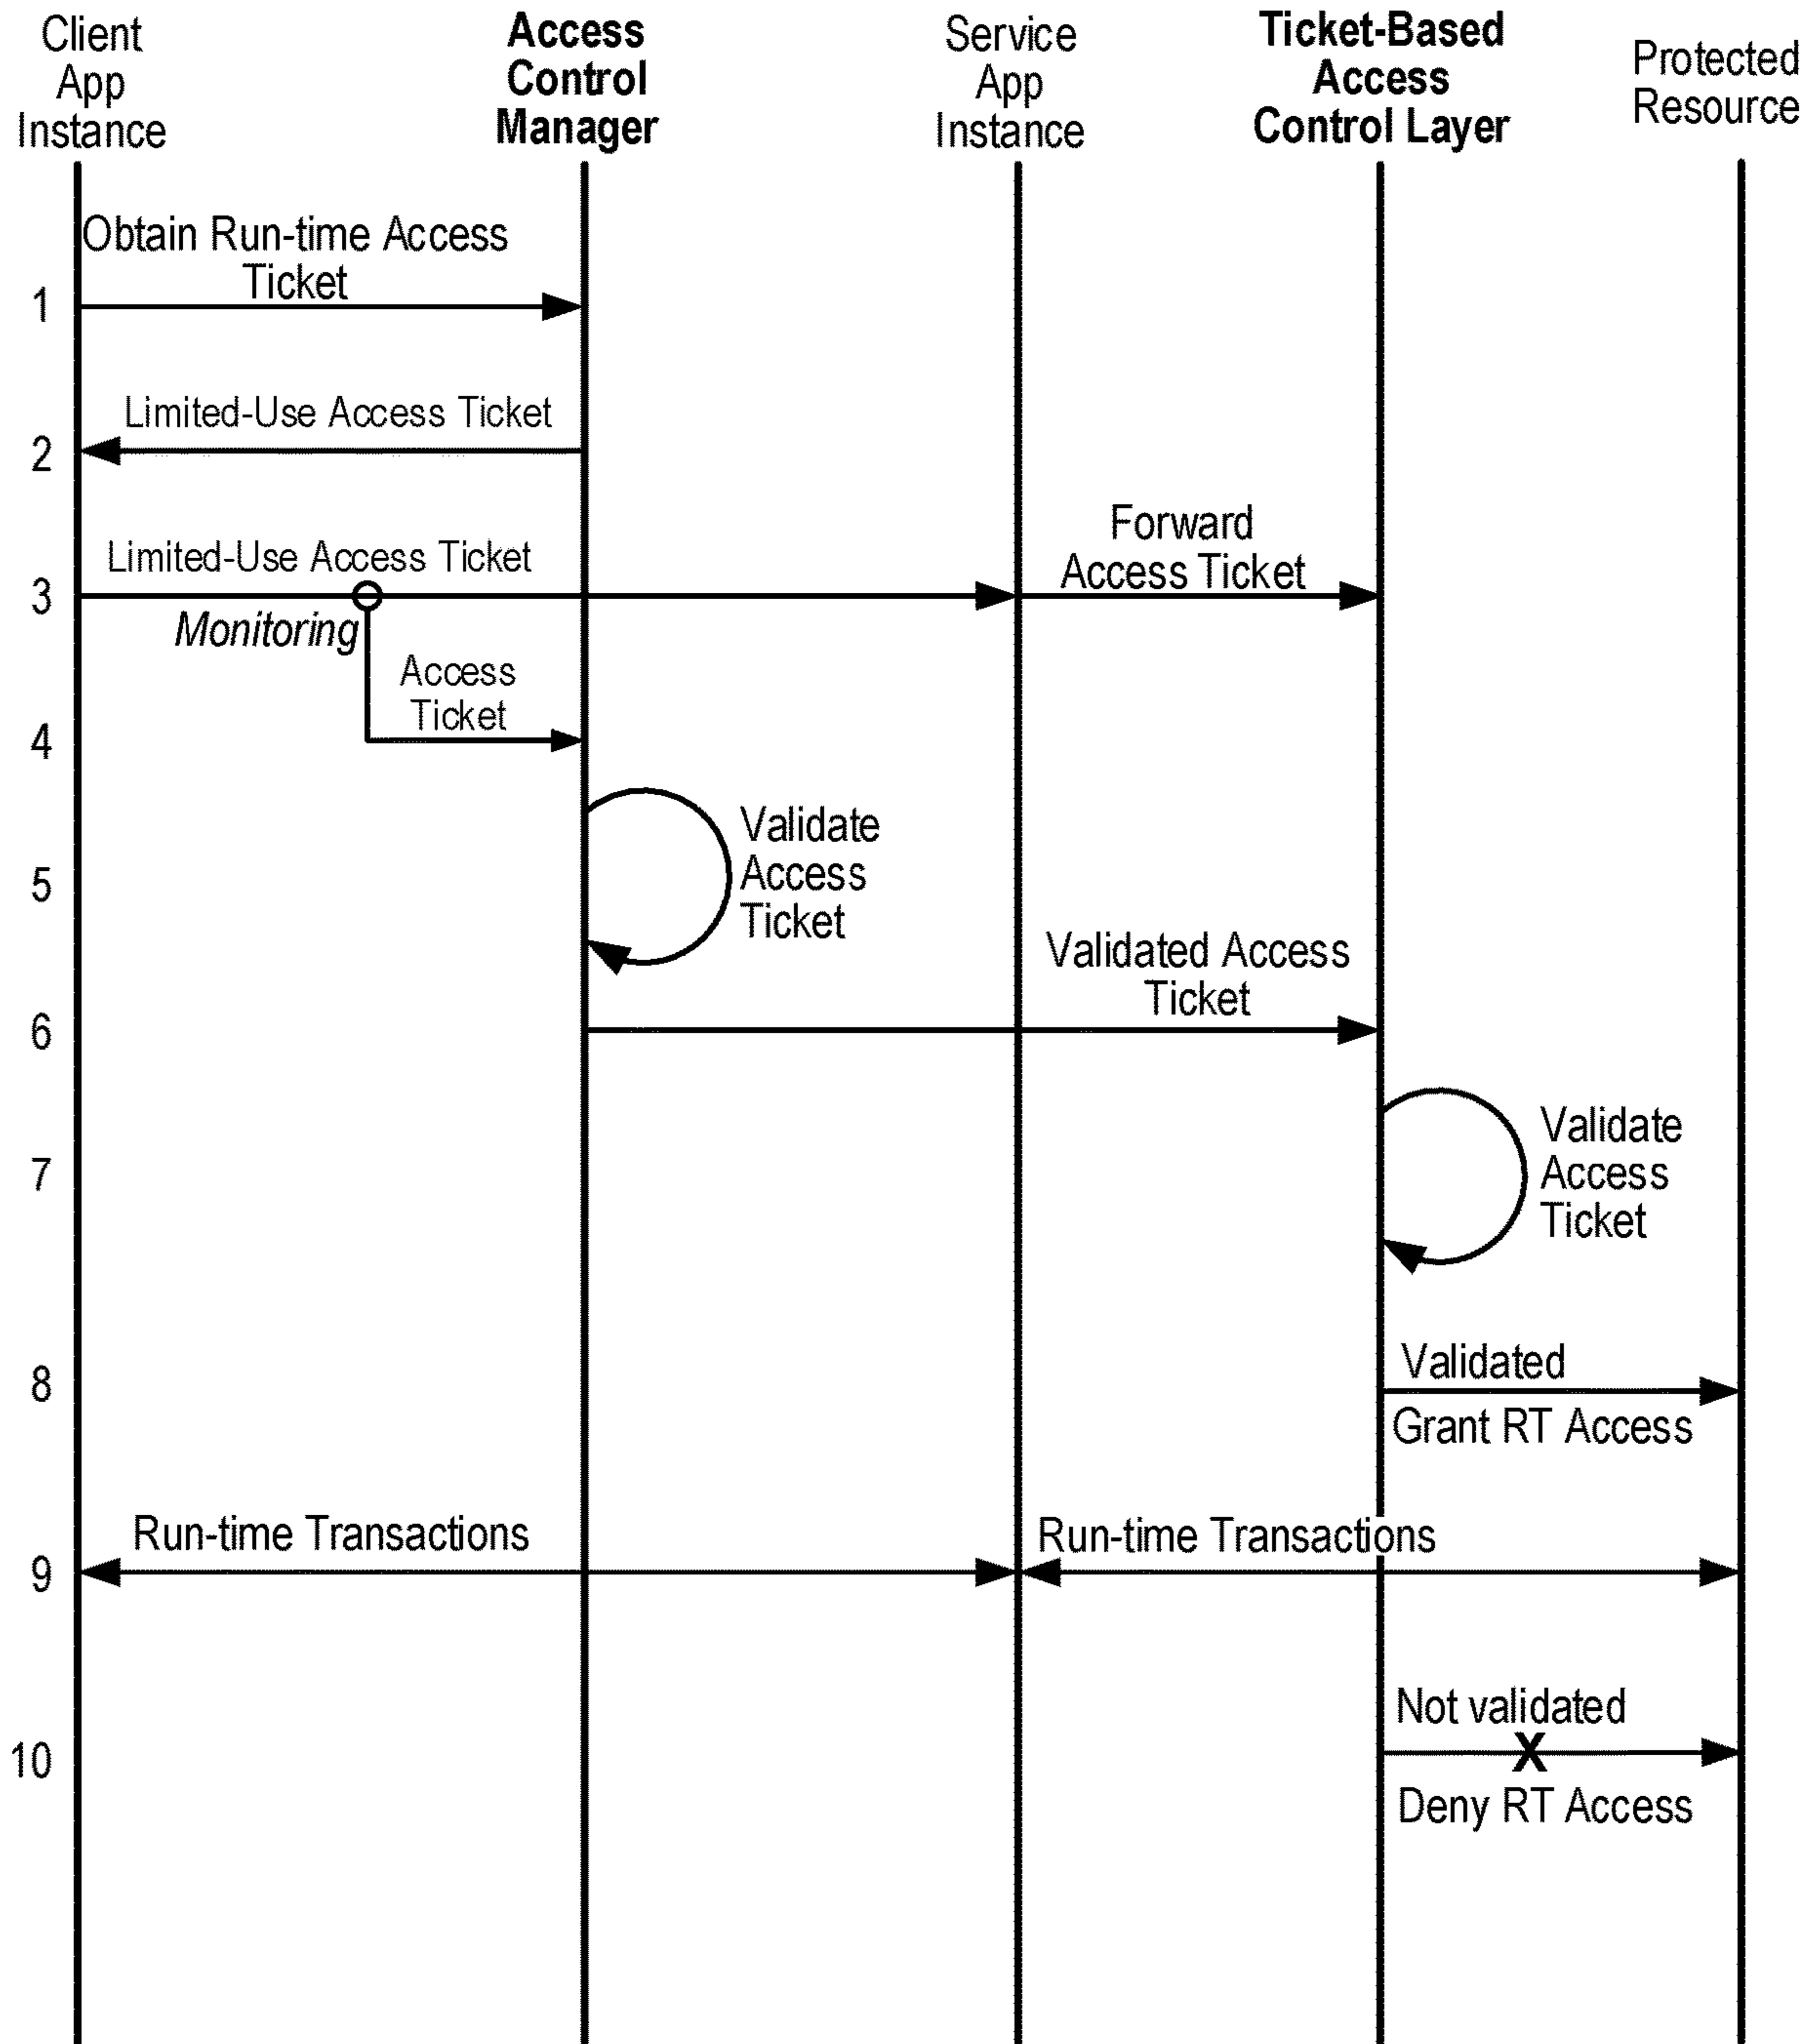 Client
App
Instance
Access
Control
Manager
Service
App
Instance
Ticket-Based
Access
Control Layer
Protected
Resource
Obtain Run-time Access
Ticket
1
Limited-Use Access Ticket
2
Forward
Access Ticket
Limited-Use Access Ticket
3
Monitoring
Access
Ticket
4
Validate
Access
Ticket
5
Validated Access
Ticket
6
Validate
Access
Ticket
7
Validated
8
Grant RT Access
Run-time Transactions
Run-time Transactions
9
Not validated
X
10
Deny RT Access